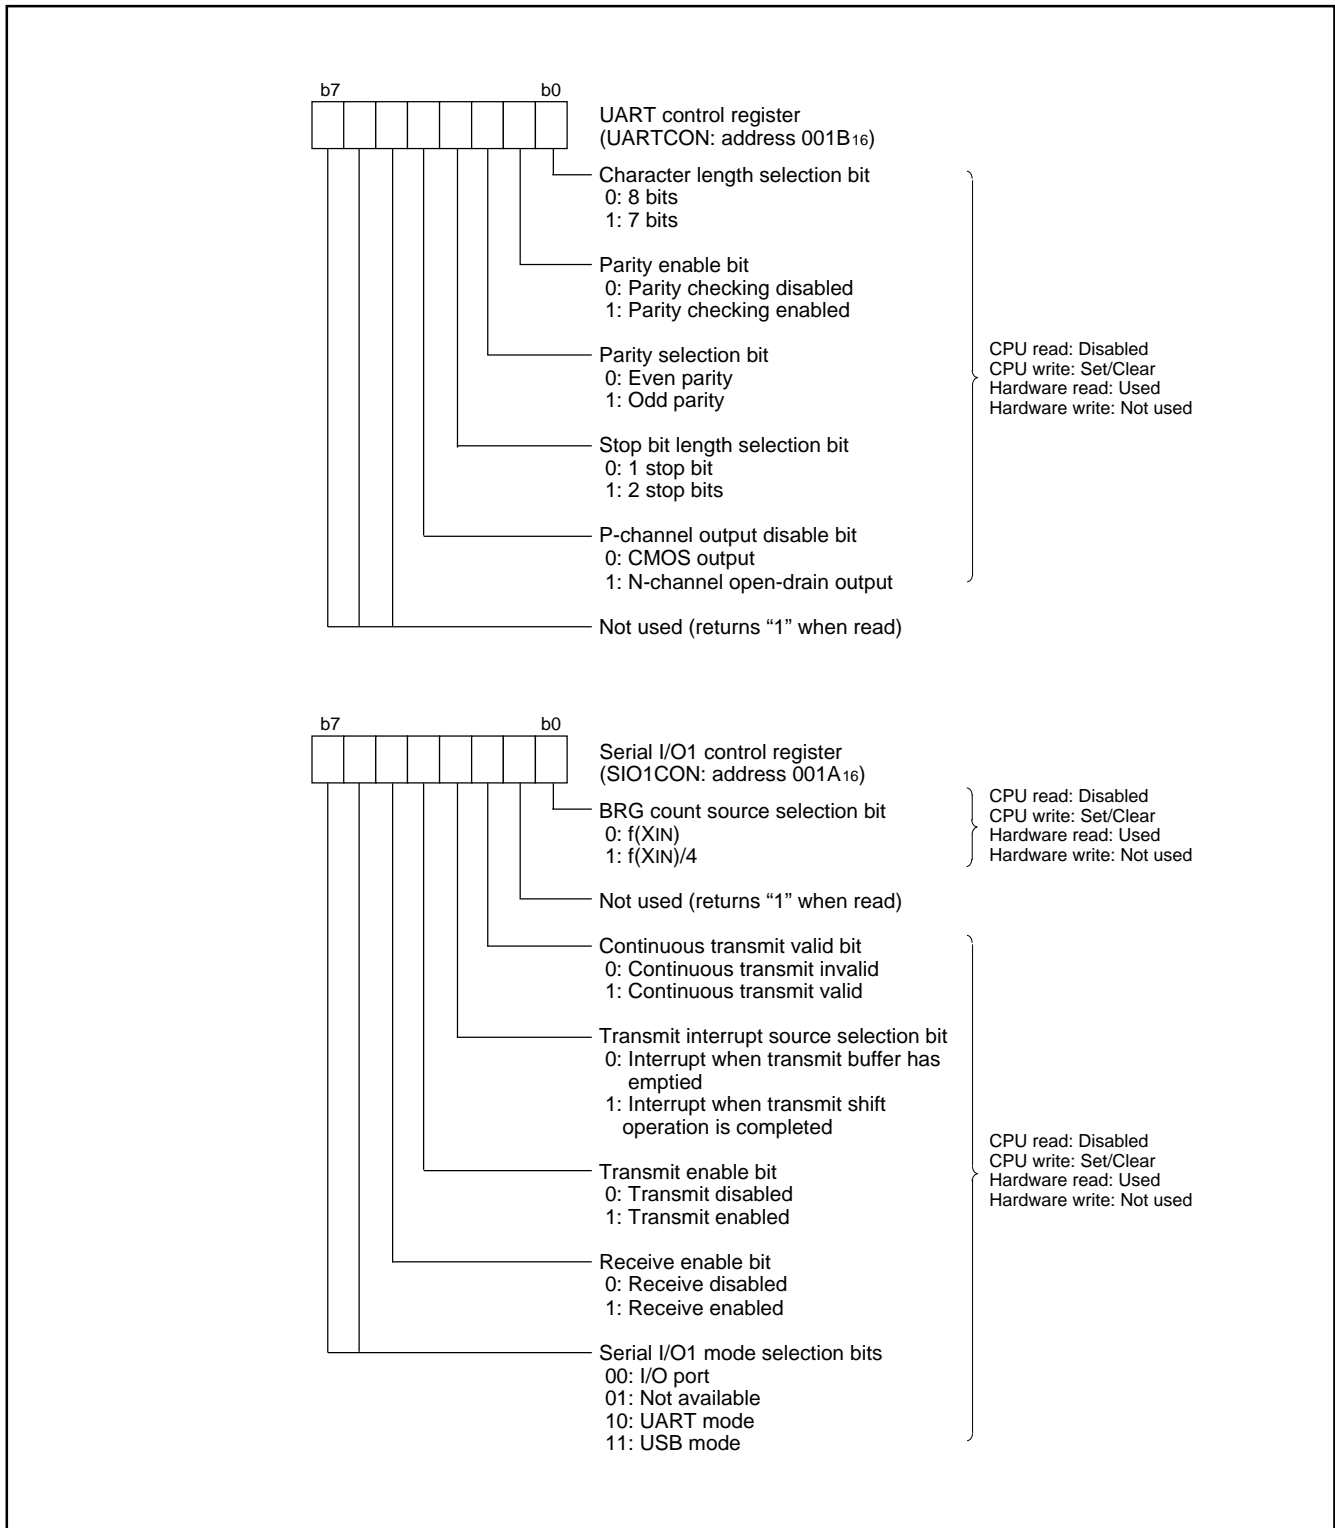 b7 b0
UART control register
(UARTCON: address 001B16)
Character length selection bit
0: 8 bits
1: 7 bits
Parity enable bit
0: Parity checking disabled
1: Parity checking enabled
Parity selection bit
0: Even parity
1: Odd parity
Stop bit length selection bit
0: 1 stop bit
1: 2 stop bits
P-channel output disable bit
0: CMOS output
1: N-channel open-drain output
Not used (returns “1” when read)
CPU read: Disabled
CPU write: Set/Clear
Hardware read: Used
Hardware write: Not used
b7 b0
Serial I/O1 control register
(SIO1CON: address 001A16)
BRG count source selection bit
0: f(XIN)
1: f(XIN)/4
CPU read: Disabled
CPU write: Set/Clear
Hardware read: Used
Hardware write: Not used
Not used (returns “1” when read)
Continuous transmit valid bit
0: Continuous transmit invalid
1: Continuous transmit valid
Transmit interrupt source selection bit
0: Interrupt when transmit buffer has
emptied
1: Interrupt when transmit shift
operation is completed
Transmit enable bit
0: Transmit disabled
1: Transmit enabled
Receive enable bit
0: Receive disabled
1: Receive enabled
Serial I/O1 mode selection bits
00: I/O port
01: Not available
10: UART mode
11: USB mode
CPU read: Disabled
CPU write: Set/Clear
Hardware read: Used
Hardware write: Not used